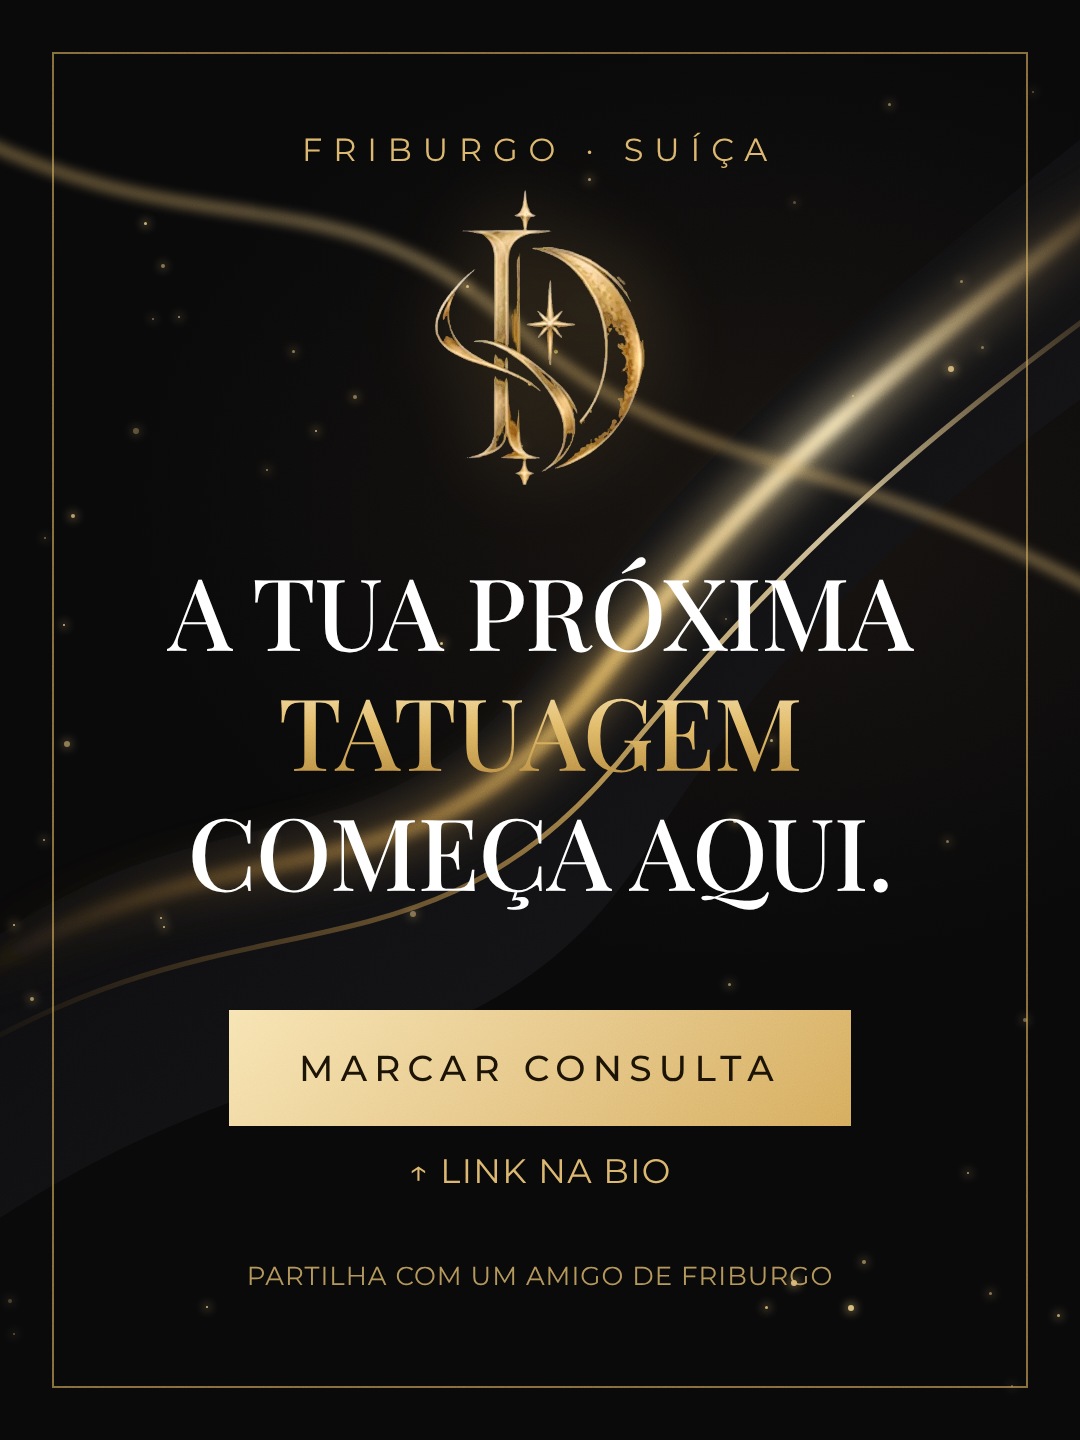 FRIBURGO · SUÍÇA
A TUA PRÓXIMA
TATUAGEM
COMEÇA AQUI.
MARCAR CONSULTA
↑ LINK NA BIO
PARTILHA COM UM AMIGO DE FRIBURGO